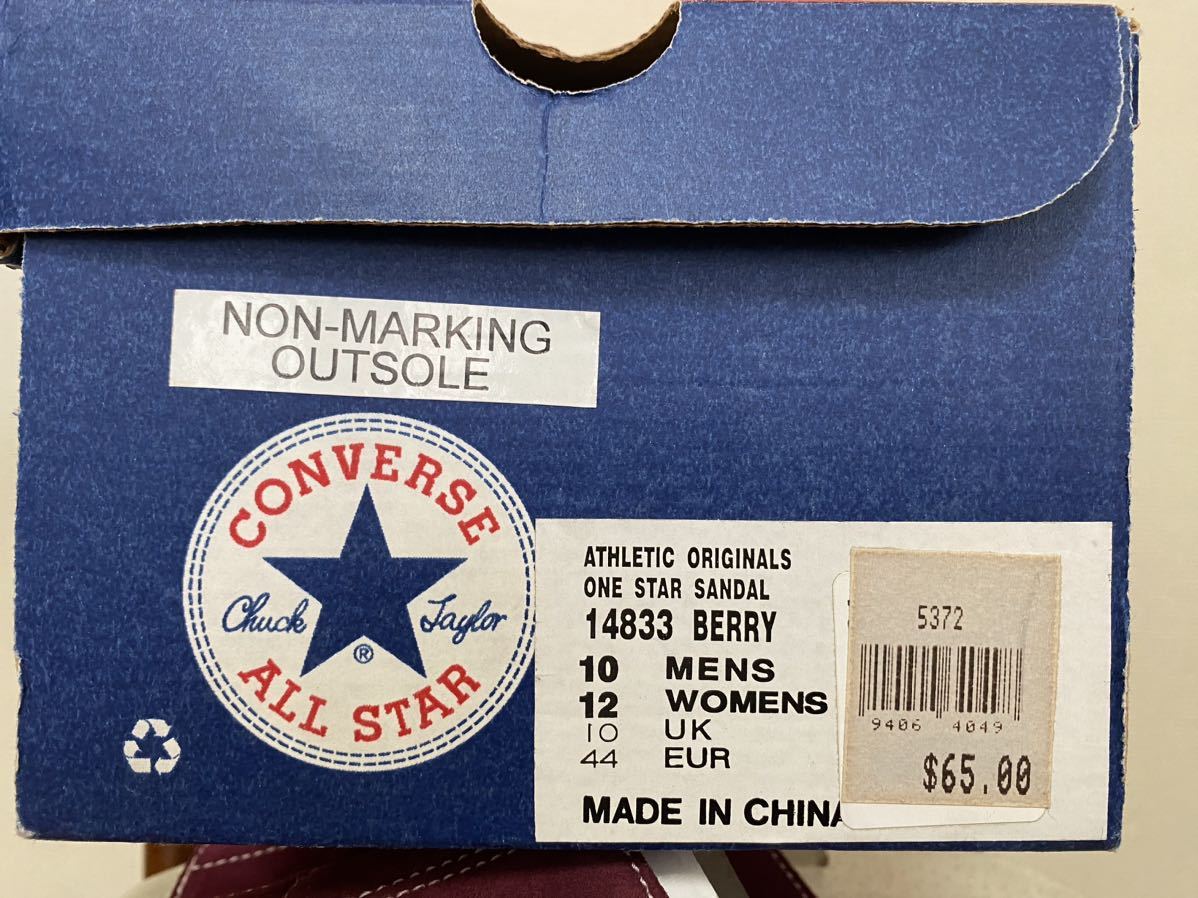 NON-MARKING
OUTSOLE
CONVERSE
Chuck Taylor
®
ALL STAR
ATHLETIC ORIGINALS
ONE STAR SANDAL
14833 BERRY
10 MENS
12 WOMENS
10 UK
44 EUR
MADE IN CHINA
5372
9406 4049
$65.00